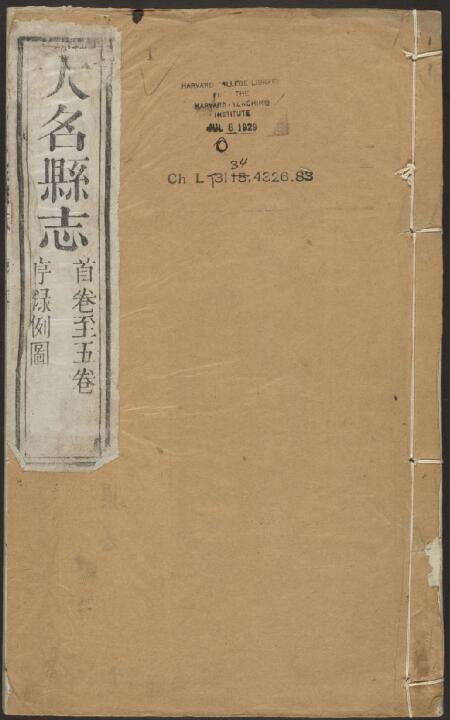 大名縣志
首卷至五卷
序錄例圖
HARVARD COLLEGE LIBRARY
THE
HARVARD-YENCHING
INSTITUTE
JUL 6 1929
34
Ch L 3115.4326.83